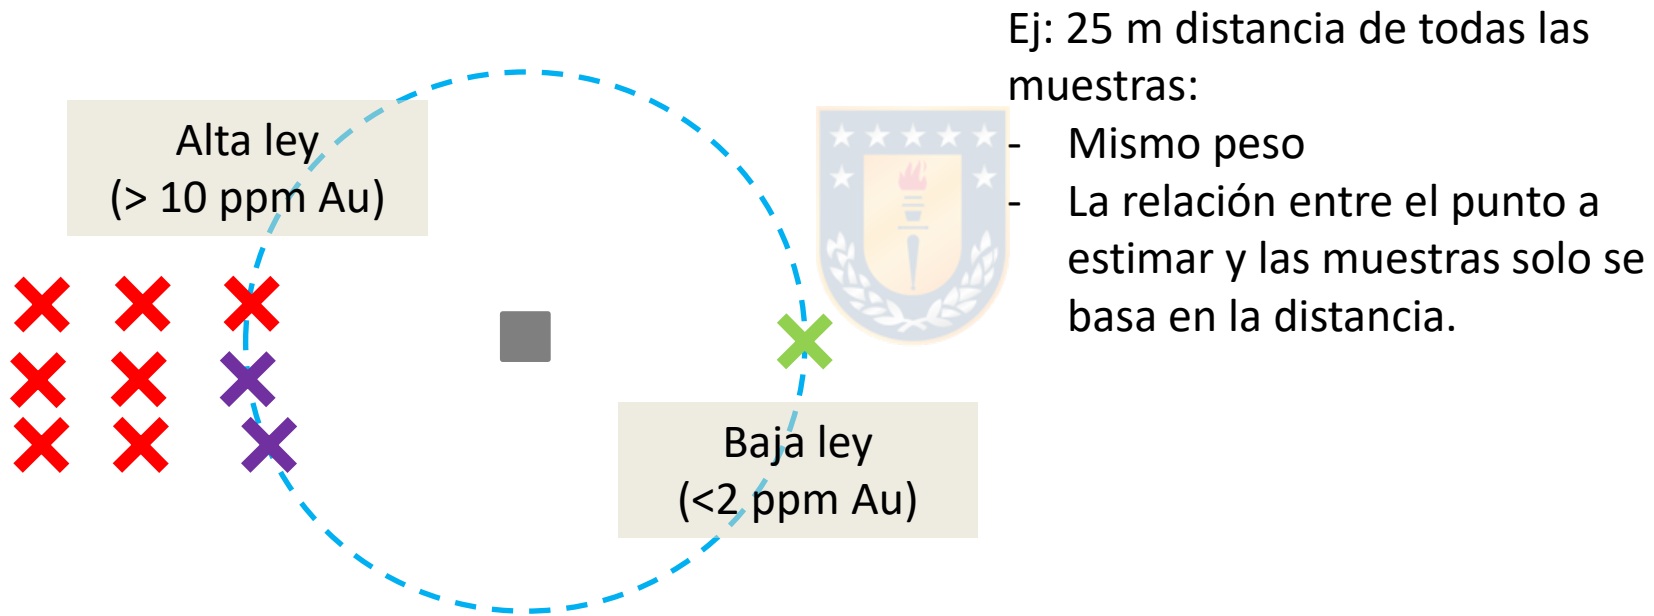 Ej: 25 m distancia de todas las
muestras:
- Mismo peso
- La relación entre el punto a
estimar y las muestras solo se
basa en la distancia.
Alta ley
(> 10 ppm Au)
Baja ley
(<2 ppm Au)